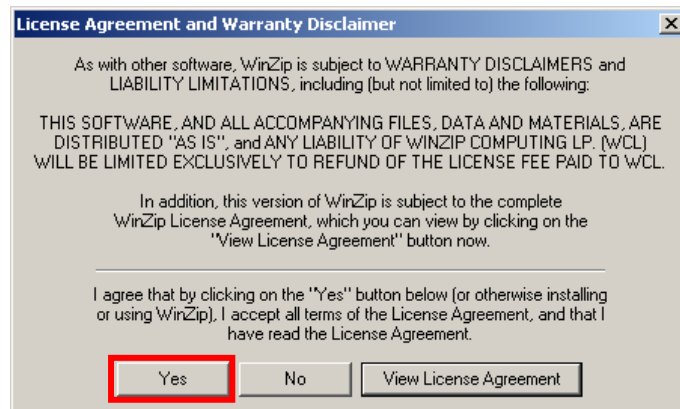 License Agreement and Warranty Disclaimer
As with other software, WinZip is subject to WARRANTY DISCLAIMERS and
LIABILITY LIMITATIONS, including (but not limited to) the following:
THIS SOFTWARE, AND ALL ACCOMPANYING FILES, DATA AND MATERIALS, ARE
DISTRIBUTED "AS IS", and ANY LIABILITY OF WINZIP COMPUTING LP. (WCL)
WILL BE LIMITED EXCLUSIVELY TO REFUND OF THE LICENSE FEE PAID TO WCL.
In addition, this version of WinZip is subject to the complete
WinZip License Agreement, which you can view by clicking on the
"View License Agreement" button now.
I agree that by clicking on the "Yes" button below (or otherwise installing
or using WinZip), I accept all terms of the License Agreement, and that I
have read the License Agreement.
Yes No View License Agreement